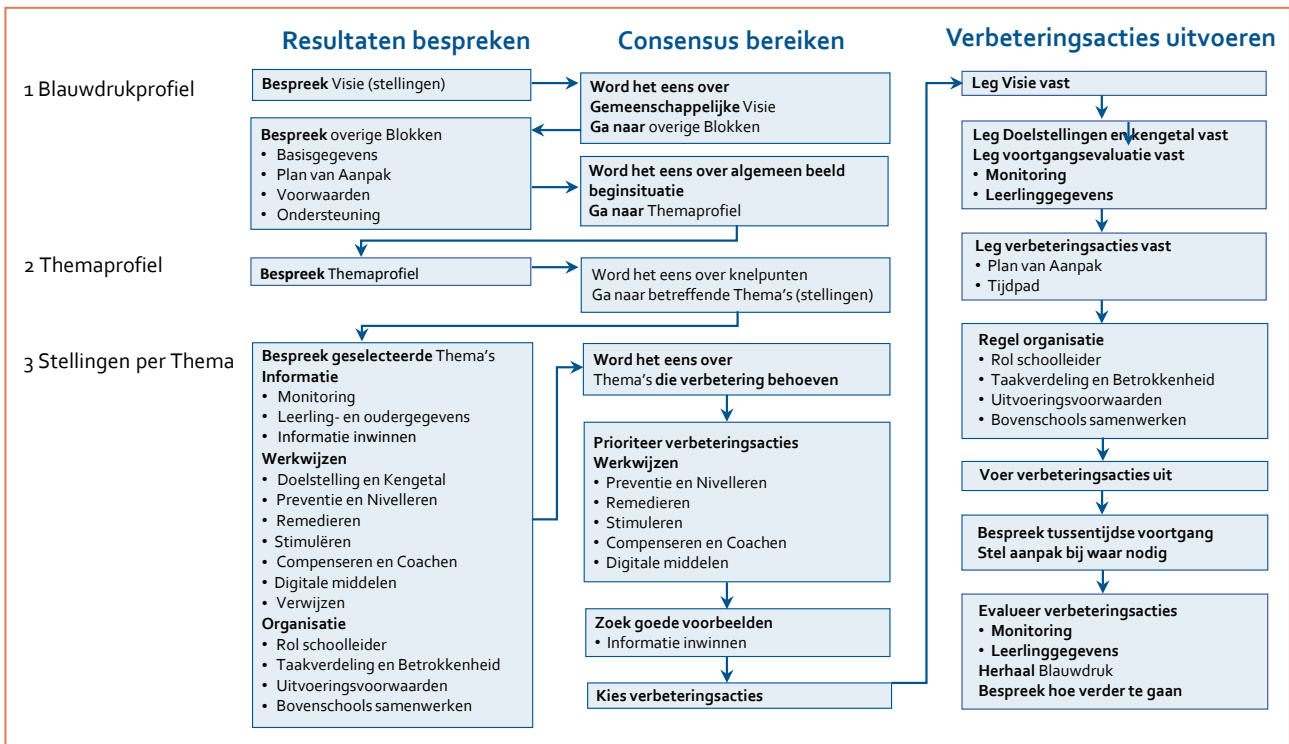 Resultaten bespreken
Consensus bereiken
Verbeteringsacties uitvoeren
1 Blauwdrukprofiel
Bespreek Visie (stellingen)
Word het eens over
Gemeenschappelijke Visie
Ga naar overige Blokken
Bespreek overige Blokken
• Basisgegevens
• Plan van Aanpak
• Voorwaarden
• Ondersteuning
Word het eens over algemeen beeld
beginsituatie
Ga naar Themaprofiel
2 Themaprofiel
Bespreek Themaprofiel
Word het eens over knelpunten
Ga naar betreffende Thema's (stellingen)
3 Stellingen per Thema
Bespreek geselecteerde Thema's
Informatie
• Monitoring
• Leerling- en oudergegevens
• Informatie inwinnen
Werkwijzen
• Doelstelling en Kengetal
• Preventie en Nivelleren
• Remedieren
• Stimulëren
• Compenseren en Coachen
• Digitale middelen
• Verwijzen
Organisatie
• Rol schoolleider
• Taakverdeling en Betrokkenheid
• Uitvoeringsvoorwaarden
• Bovenschools samenwerken
Word het eens over
Thema's die verbetering behoeven
Prioriteer verbeteringsacties
Werkwijzen
• Preventie en Nivelleren
• Remedieren
• Stimuleren
• Compenseren en Coachen
• Digitale middelen
Zoek goede voorbeelden
• Informatie inwinnen
Kies verbeteringsacties
Leg Visie vast
Leg Doelstellingen en kengetal vast
Leg voortgangsevaluatie vast
• Monitoring
• Leerlinggegevens
Leg verbeteringsacties vast
• Plan van Aanpak
• Tijdpad
Regel organisatie
• Rol schoolleider
• Taakverdeling en Betrokkenheid
• Uitvoeringsvoorwaarden
• Bovenschools samenwerken
Voer verbeteringsacties uit
Bespreek tussentijdse voortgang
Stel aanpak bij waar nodig
Evalueer verbeteringsacties
• Monitoring
• Leerlinggegevens
Herhaal Blauwdruk
Bespreek hoe verder te gaan